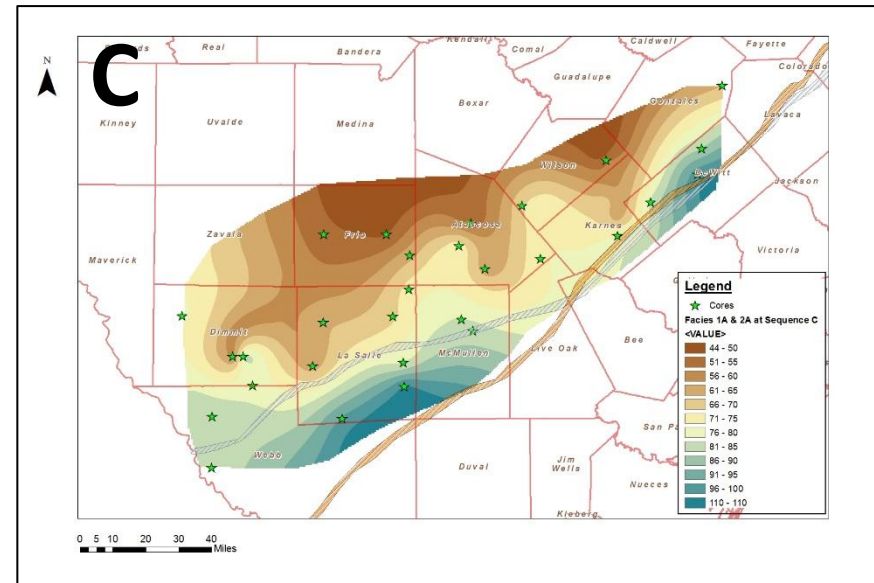 C
N
Real
Bandera
Kendall
Comal
Caldwell
Fayette
Colorado
Guadalupe
Gonzales
Lavaca
Kinney
Uvalde
Medina
Bexar
Wilson
DeWitt
Jackson
Zavala
Frio
Atascosa
Karnes
Victoria
Maverick
Dimmit
La Salle
McMullen
Live Oak
Bee
Webb
Duval
Jim
Wells
San Pa
Nueces
Kleberg
Legend
Cores
Facies 1A & 2A at Sequence C
<VALUE>
44 - 50
51 - 55
56 - 60
61 - 65
66 - 70
71 - 75
76 - 80
81 - 85
86 - 90
91 - 95
96 - 100
110 - 110
0 5 10 20 30 40
Miles